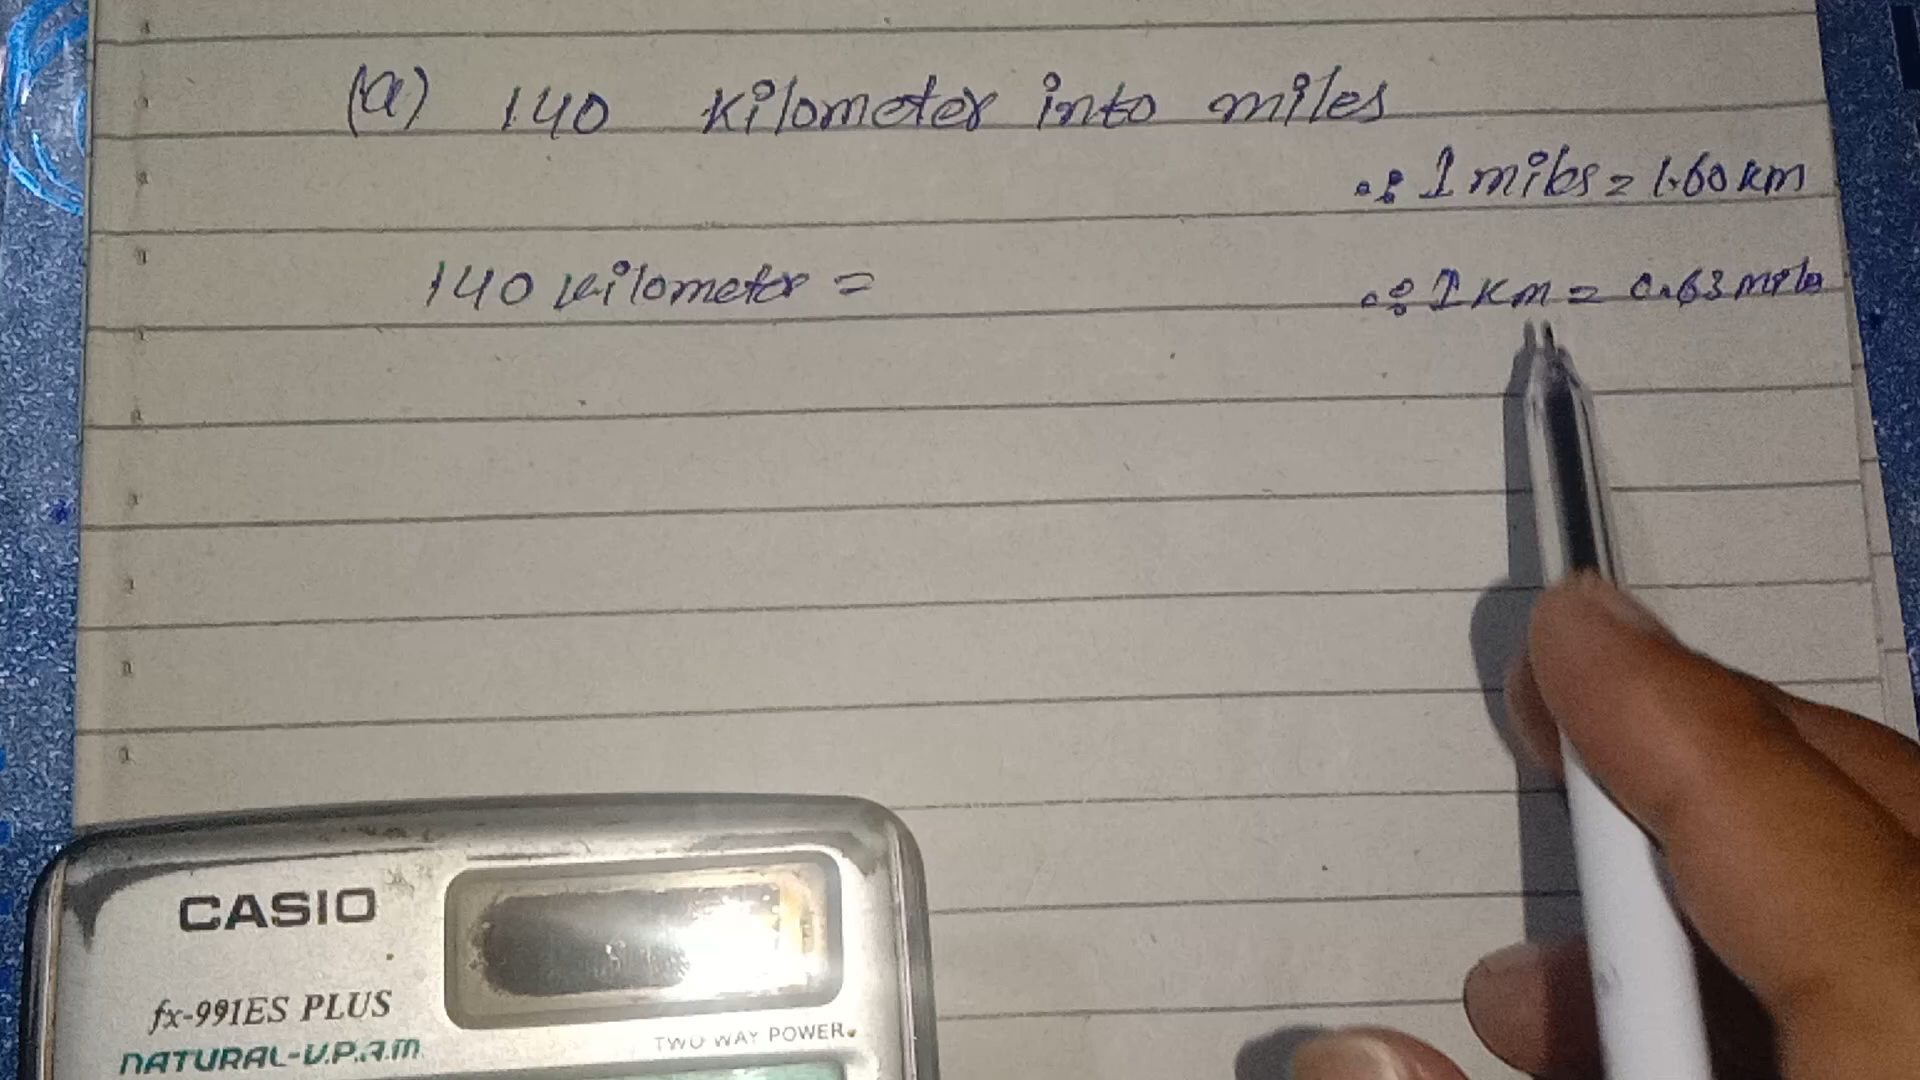 (a) 140 kilometer into miles
∴ 1 miles = 1.60 km
140 kilometer =
∴ 1 km = 0.63 mile
CASIO
fx-991ES PLUS
NATURAL-V.P.A.M.
TWO WAY POWER